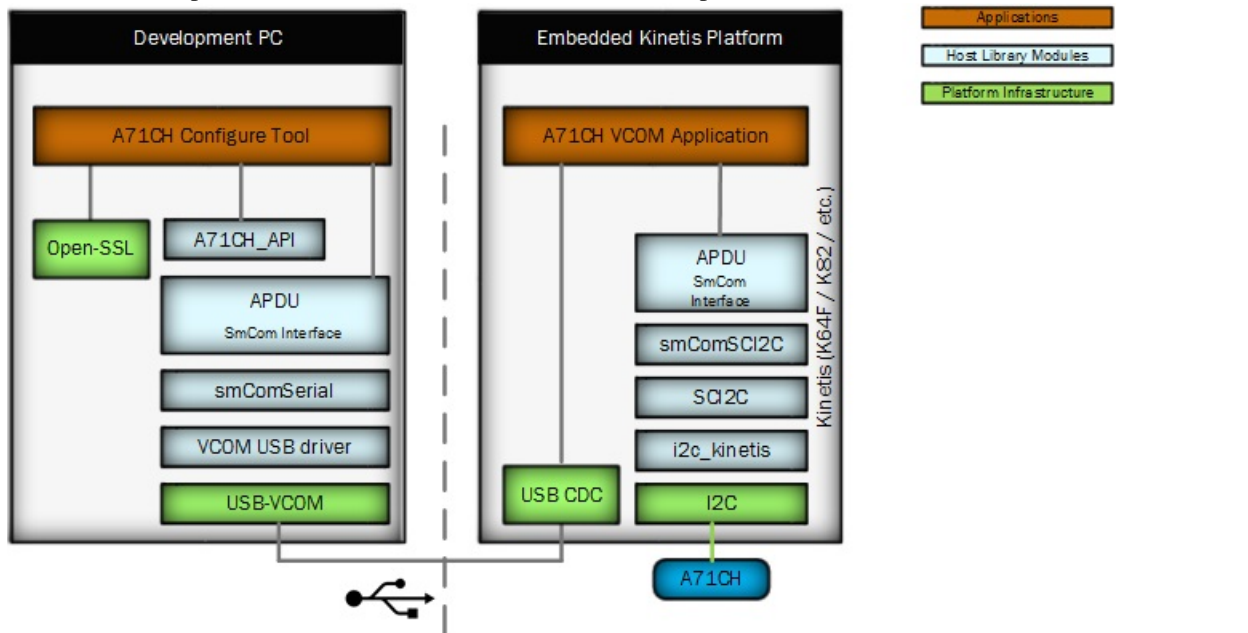 Development PC
A71CH Configure Tool
Open-SSL
A71CH_API
APDU
SmCom Interface
smComSerial
VCOM USB driver
USB-VCOM
Embedded Kinetis Platform
A71CH VCOM Application
APDU
SmCom
Interface
smComSCI2C
SCI2C
i2c_kinetis
USB CDC
I2C
Kinetis (K64F / K82 / etc.)
A71CH
Applications
Host Library Modules
Platform Infrastructure